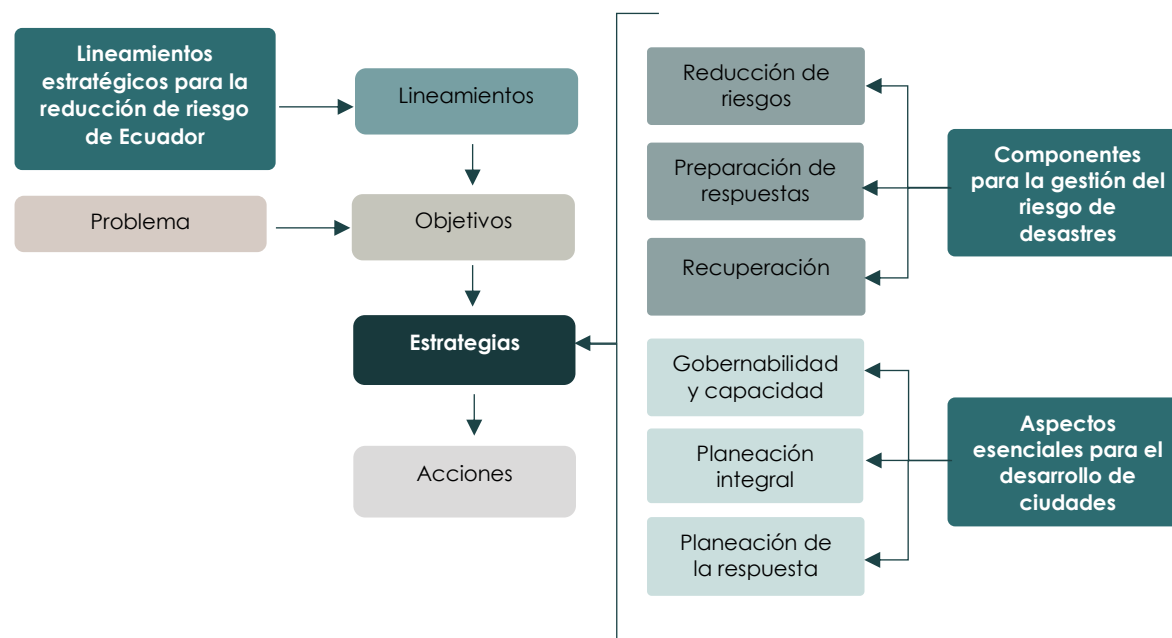 Lineamientos
estratégicos para la
reducción de riesgo
de Ecuador
Lineamientos
Problema
Objetivos
Estrategias
Acciones
Reducción de
riesgos
Preparación de
respuestas
Recuperación
Componentes
para la gestión del
riesgo de
desastres
Gobernabilidad
y capacidad
Planeación
integral
Planeación de
la respuesta
Aspectos
esenciales para el
desarrollo de
ciudades